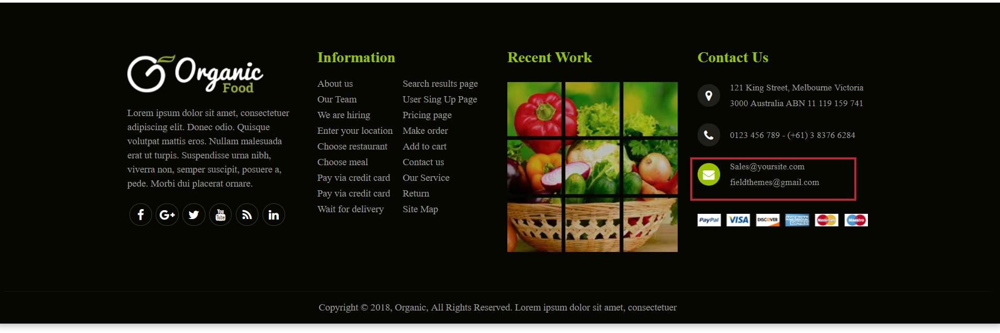 Organic
Food
Lorem ipsum dolor sit amet, consectetuer
adipiscing elit. Donec odio. Quisque
volutpat mattis eros. Nullam malesuada
erat ut turpis. Suspendisse urna nibh,
viverra non, semper suscipit, posuere a,
pede. Morbi dui placerat ornare.
f
G+
You
Tube
in
Information
About us
Our Team
We are hiring
Enter your location
Choose restaurant
Choose meal
Pay via credit card
Pay via credit card
Wait for delivery
Search results page
User Sing Up Page
Pricing page
Make order
Add to cart
Contact us
Our Service
Return
Site Map
Recent Work
Contact Us
121 King Street, Melbourne Victoria
3000 Australia ABN 11 119 159 741
0123 456 789 - (+61) 3 8376 6284
Sales@yoursite.com
fieldthemes@gmail.com
PayPal
VISA
DISCOVER
AMERICAN
EXPRESS
MasterCard
Maestro
Copyright © 2018, Organic, All Rights Reserved. Lorem ipsum dolor sit amet, consectetuer